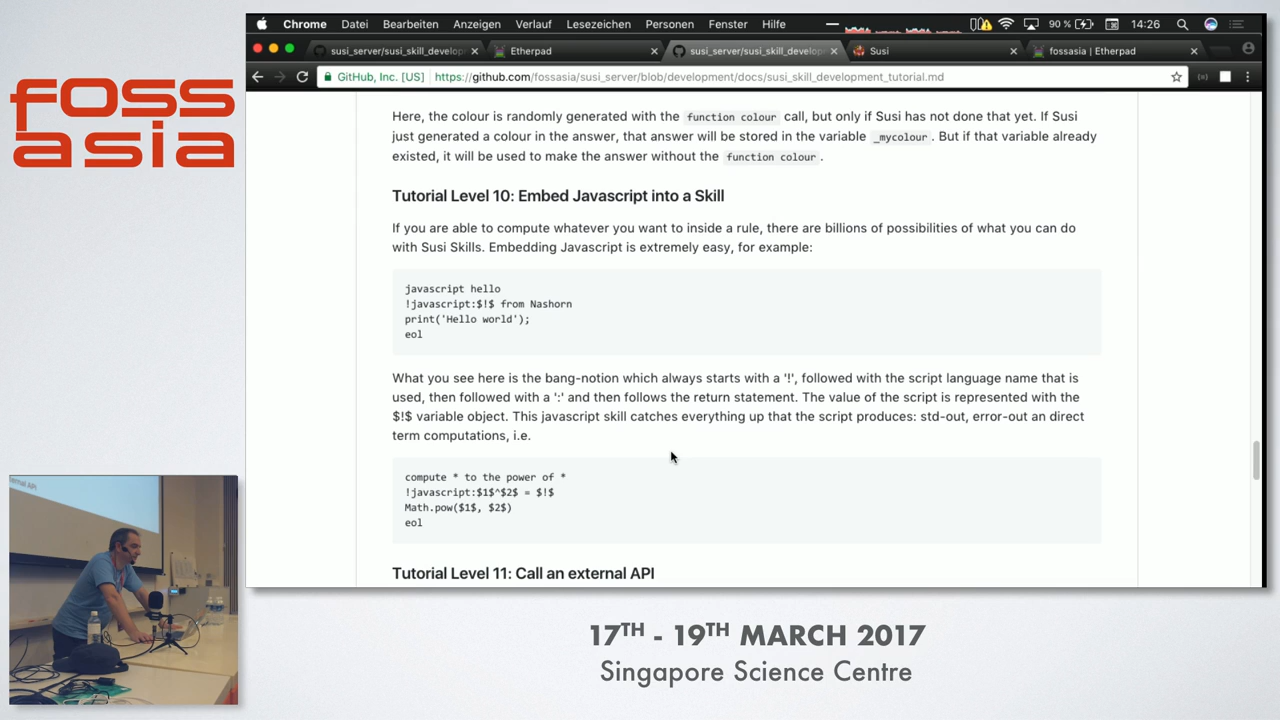 foss
asia
Chrome Datei Bearbeiten Anzeigen Verlauf Lesezeichen Personen Fenster Hilfe 90 % 14:26
susi_server/susi_skill_develop Etherpad susi_server/susi_skill_develop Susi fossasia | Etherpad
GitHub, Inc. [US] https://github.com/fossasia/susi_server/blob/development/docs/susi_skill_development_tutorial.md
Here, the colour is randomly generated with the function colour call, but only if Susi has not done that yet. If Susi
just generated a colour in the answer, that answer will be stored in the variable _mycolour. But if that variable already
existed, it will be used to make the answer without the function colour.
Tutorial Level 10: Embed Javascript into a Skill
If you are able to compute whatever you want to inside a rule, there are billions of possibilities of what you can do
with Susi Skills. Embedding Javascript is extremely easy, for example:
javascript hello
!javascript:$!$ from Nashorn
print('Hello world');
eol
What you see here is the bang-notion which always starts with a '!', followed with the script language name that is
used, then followed with a ':' and then follows the return statement. The value of the script is represented with the
$!$ variable object. This javascript skill catches everything up that the script produces: std-out, error-out an direct
term computations, i.e.
compute * to the power of *
!javascript:$1$^$2$ = $!$
Math.pow($1$, $2$)
eol
Tutorial Level 11: Call an external API
ternal API
17TH - 19TH MARCH 2017
Singapore Science Centre